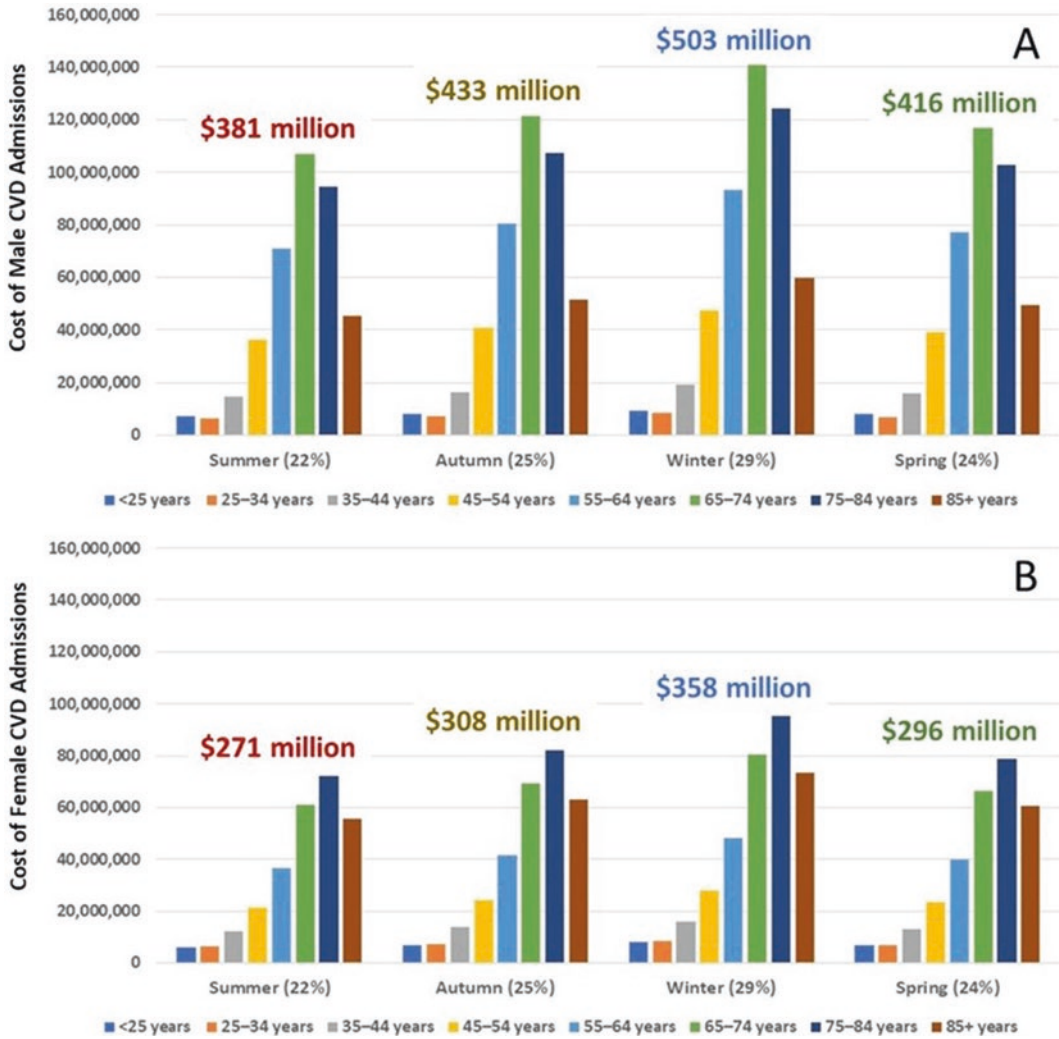 A
Cost of Male CVD Admissions
160,000,000
140,000,000
120,000,000
100,000,000
80,000,000
60,000,000
40,000,000
20,000,000
0
$381 million
$433 million
$503 million
$416 million
Summer (22%) Autumn (25%) Winter (29%) Spring (24%)
<25 years 25–34 years 35–44 years 45–54 years 55–64 years 65–74 years 75–84 years 85+ years
B
Cost of Female CVD Admissions
160,000,000
140,000,000
120,000,000
100,000,000
80,000,000
60,000,000
40,000,000
20,000,000
0
$271 million
$308 million
$358 million
$296 million
Summer (22%) Autumn (25%) Winter (29%) Spring (24%)
<25 years 25–34 years 35–44 years 45–54 years 55–64 years 65–74 years 75–84 years 85+ years